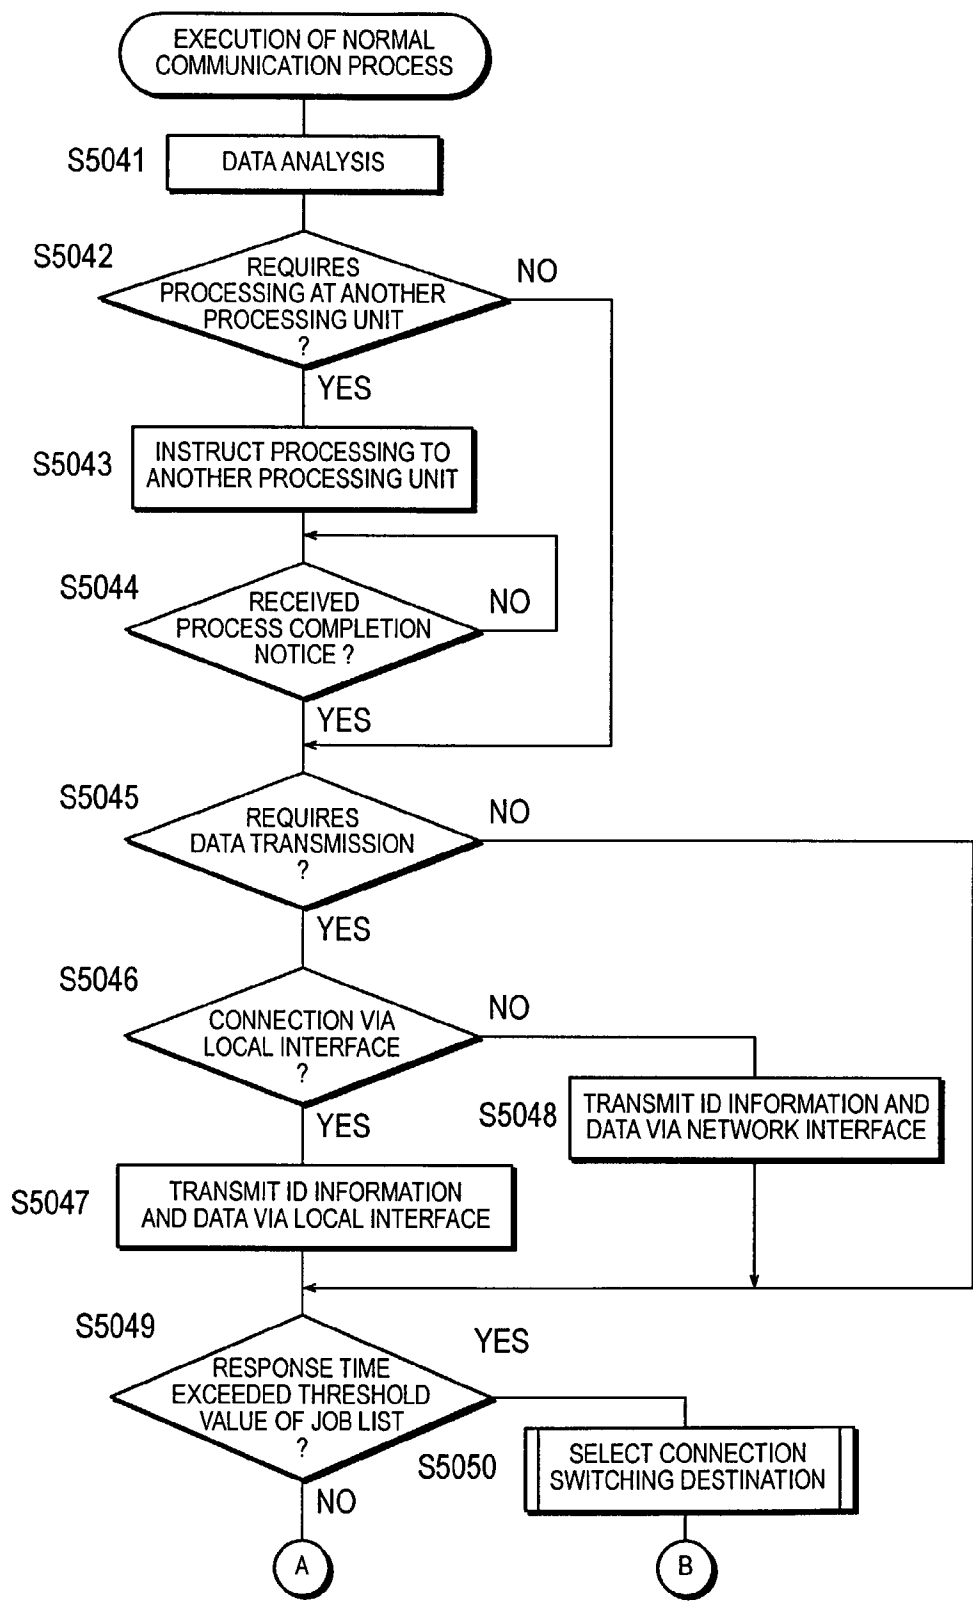 EXECUTION OF NORMAL
COMMUNICATION PROCESS
S5041
DATA ANALYSIS
S5042
REQUIRES
PROCESSING AT ANOTHER
PROCESSING UNIT
?
NO
YES
S5043
INSTRUCT PROCESSING TO
ANOTHER PROCESSING UNIT
S5044
RECEIVED
PROCESS COMPLETION
NOTICE ?
NO
YES
S5045
REQUIRES
DATA TRANSMISSION
?
NO
YES
S5046
CONNECTION VIA
LOCAL INTERFACE
?
NO
YES
S5048
TRANSMIT ID INFORMATION AND
DATA VIA NETWORK INTERFACE
S5047
TRANSMIT ID INFORMATION
AND DATA VIA LOCAL INTERFACE
S5049
RESPONSE TIME
EXCEEDED THRESHOLD
VALUE OF JOB LIST
?
YES
NO
S5050
SELECT CONNECTION
SWITCHING DESTINATION
A
B